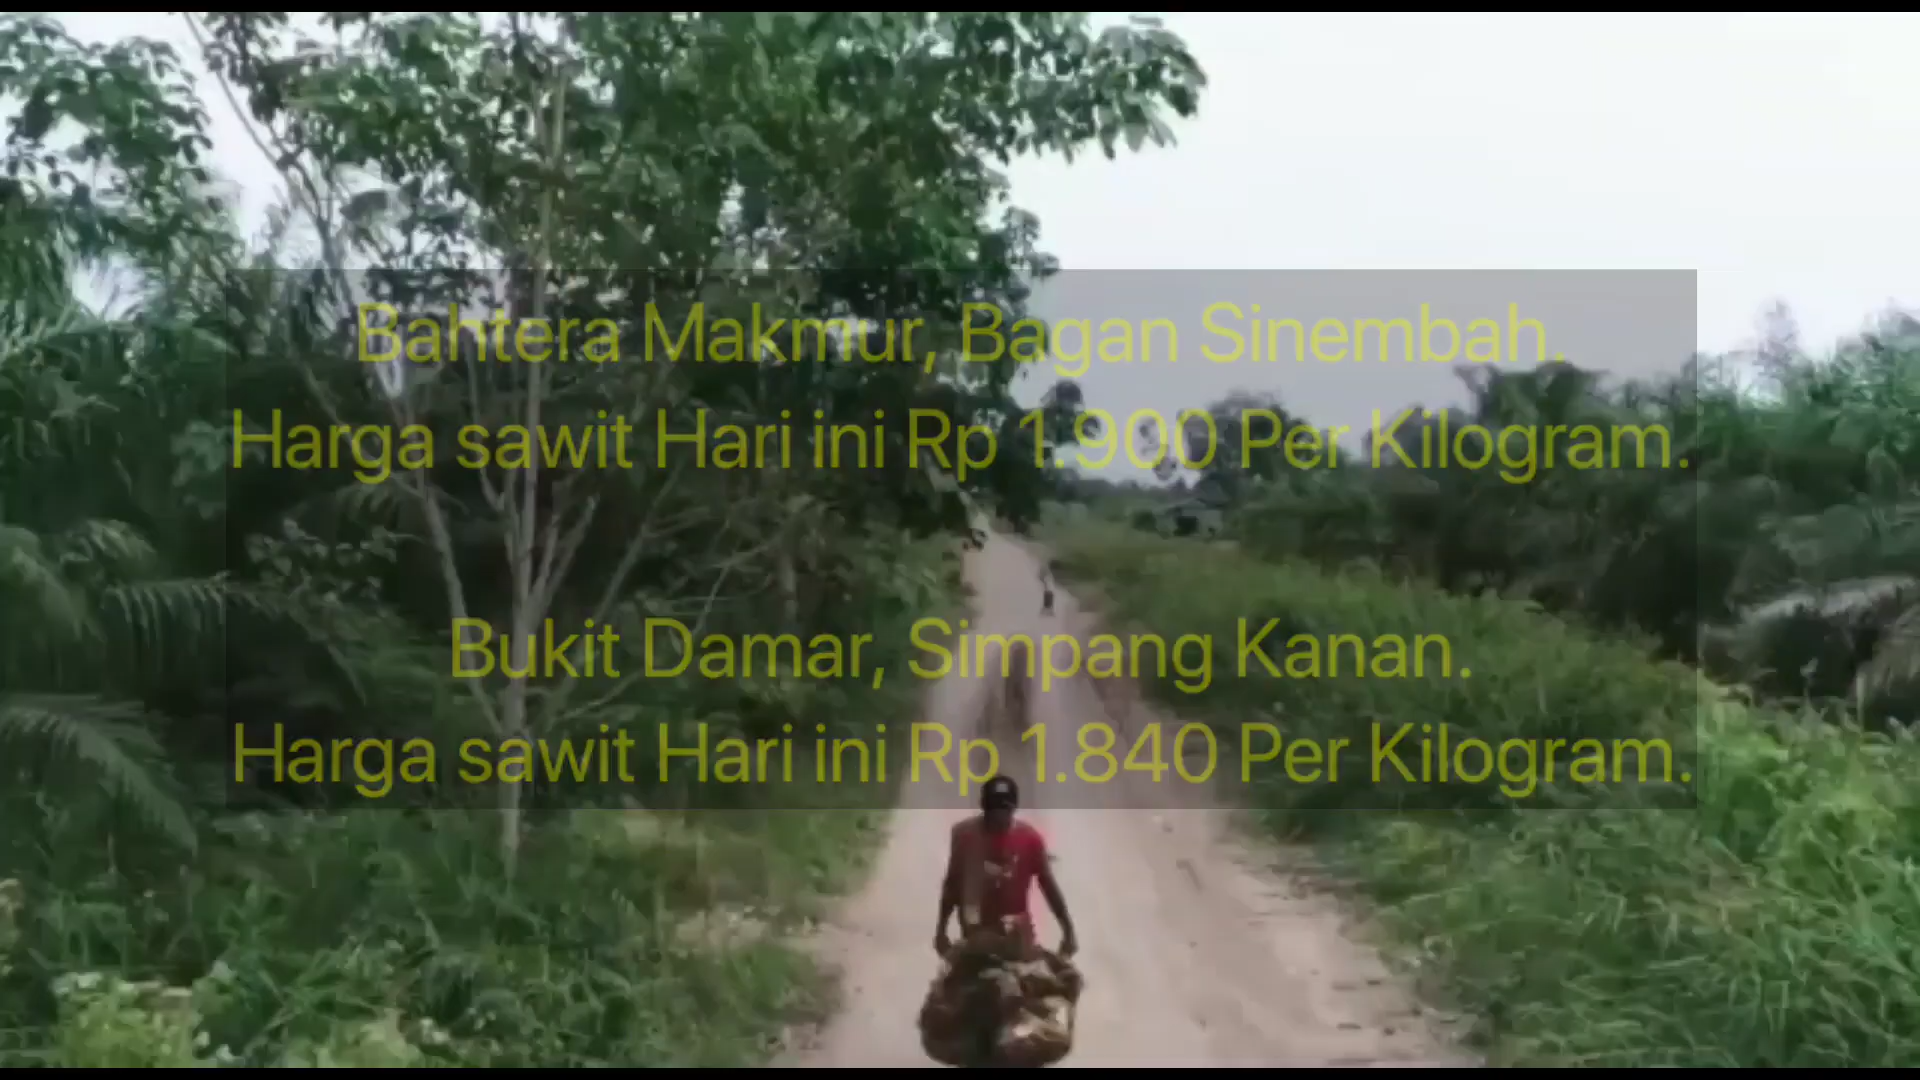 Bahtera Makmur, Bagan Sinembah.
Harga sawit Hari ini Rp 1.900 Per Kilogram.
Bukit Damar, Simpang Kanan.
Harga sawit Hari ini Rp 1.840 Per Kilogram.